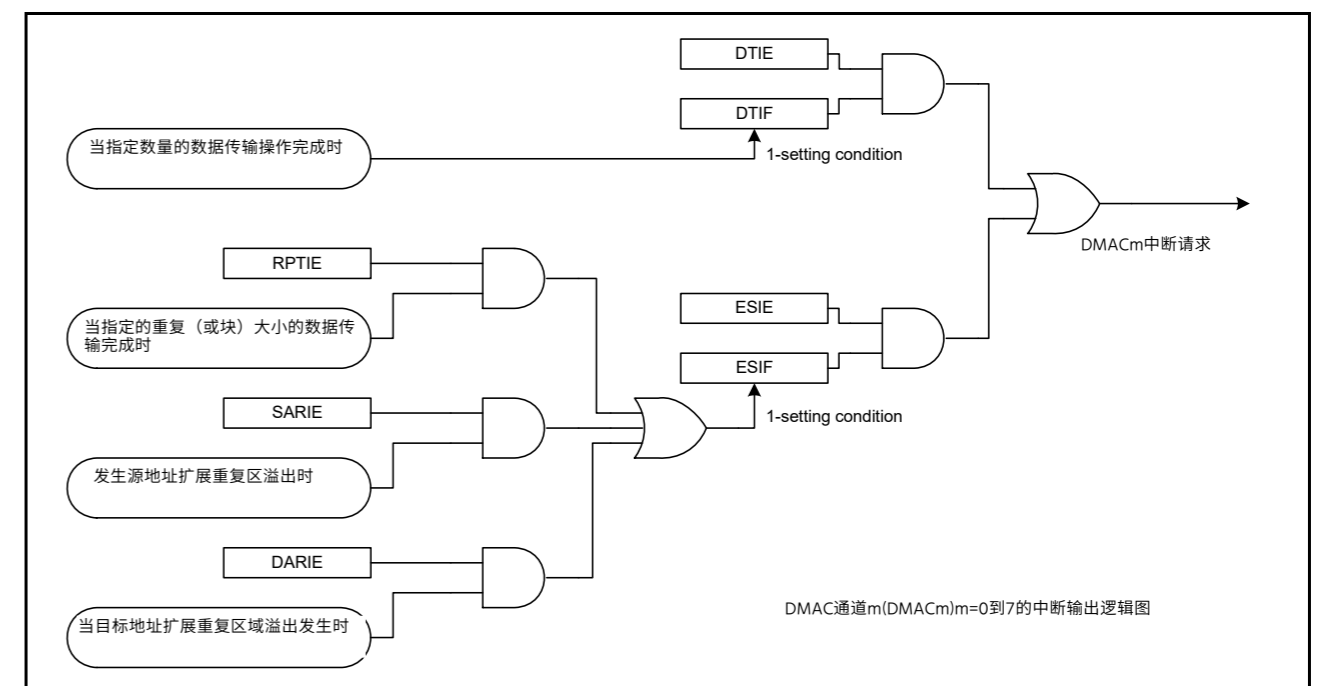 DTIE
DTIF
当指定数量的数据传输操作完成时
1-setting condition
DMACm中断请求
RPTIE
当指定的重复（或块）大小的数据传
输完成时
ESIE
ESIF
1-setting condition
SARIE
发生源地址扩展重复区溢出时
DARIE
当目标地址扩展重复区域溢出发生时
DMAC通道m(DMACm)m=0到7的中断输出逻辑图